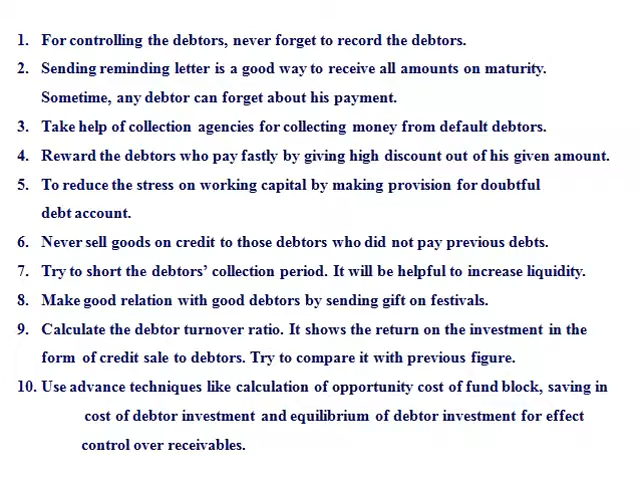 1. For controlling the debtors, never forget to record the debtors.
2. Sending reminding letter is a good way to receive all amounts on maturity.
Sometime, any debtor can forget about his payment.
3. Take help of collection agencies for collecting money from default debtors.
4. Reward the debtors who pay fastly by giving high discount out of his given amount.
5. To reduce the stress on working capital by making provision for doubtful
debt account.
6. Never sell goods on credit to those debtors who did not pay previous debts.
7. Try to short the debtors’ collection period. It will be helpful to increase liquidity.
8. Make good relation with good debtors by sending gift on festivals.
9. Calculate the debtor turnover ratio. It shows the return on the investment in the
form of credit sale to debtors. Try to compare it with previous figure.
10. Use advance techniques like calculation of opportunity cost of fund block, saving in
cost of debtor investment and equilibrium of debtor investment for effect
control over receivables.